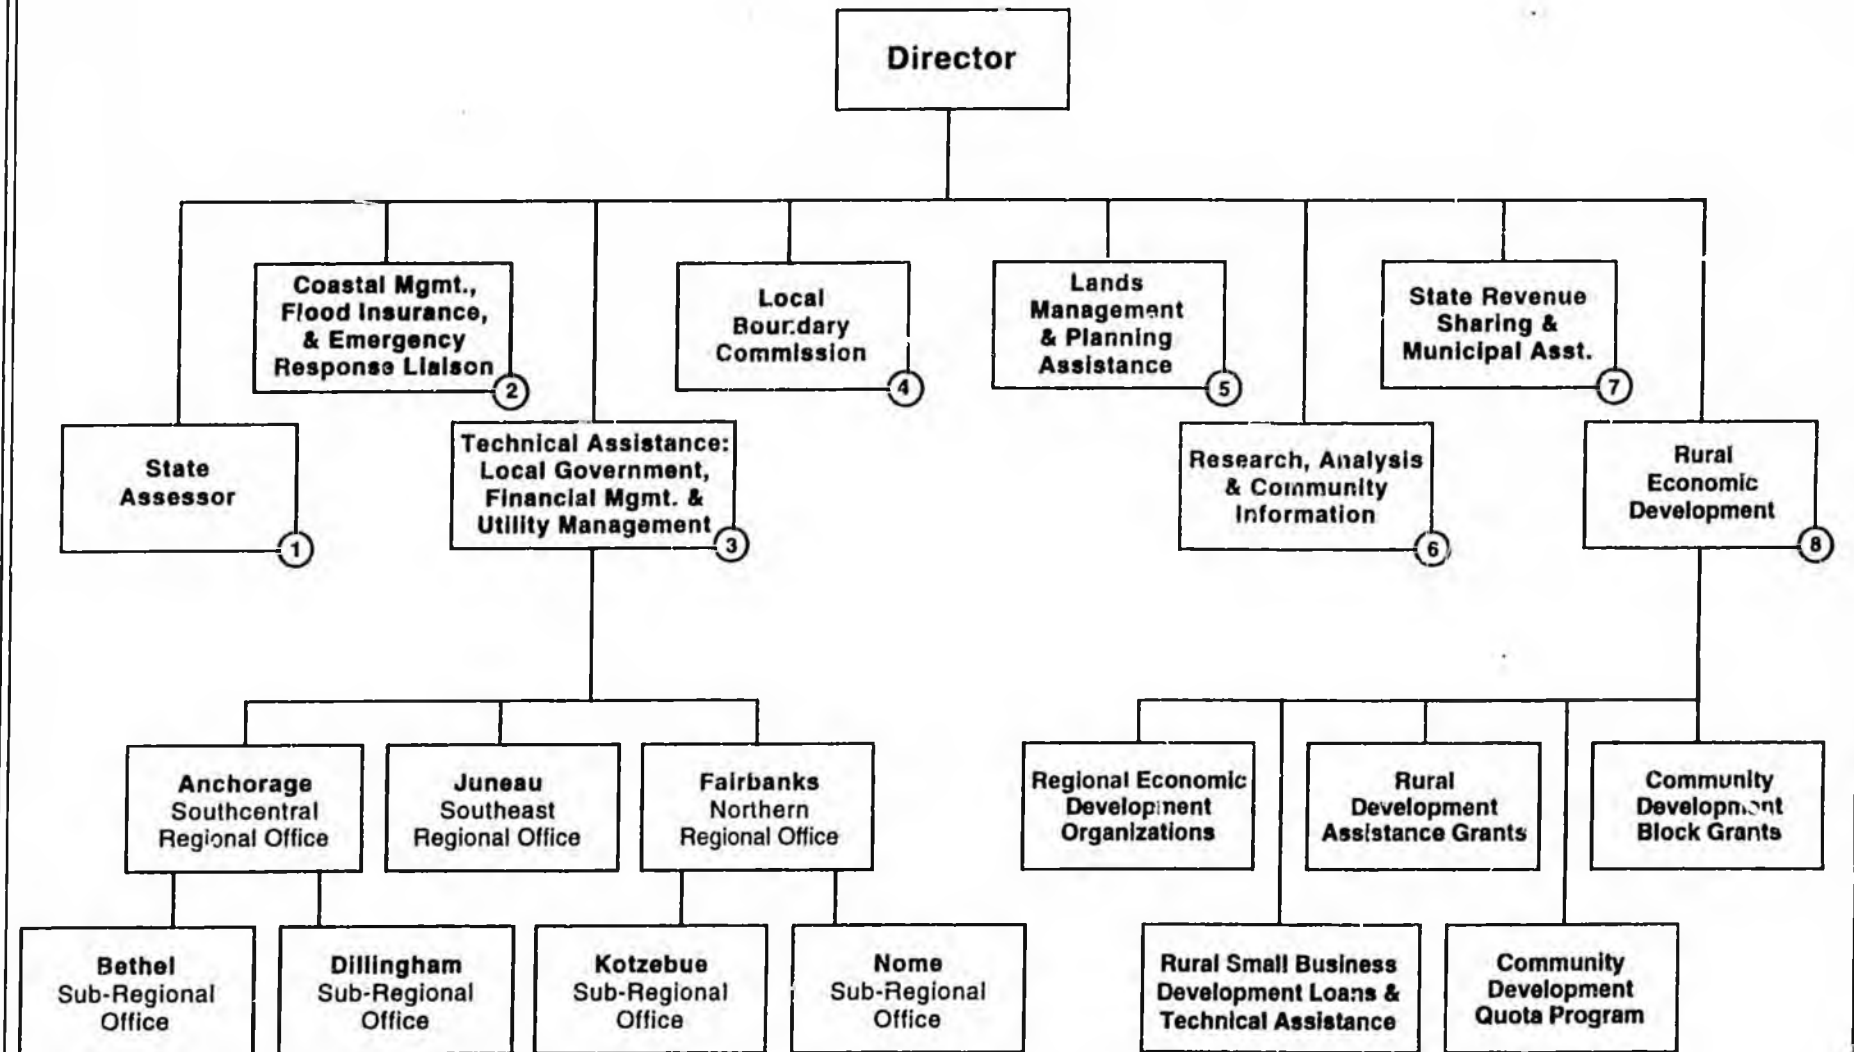 Director
Coastal Mgmt.,
Flood Insurance,
& Emergency
Response Liaison
2
Local
Boundary
Commission
4
Lands
Management
& Planning
Assistance
5
State Revenue
Sharing &
Municipal Asst.
7
State
Assessor
1
Technical Assistance:
Local Government,
Financial Mgmt. &
Utility Management
3
Research, Analysis
& Community
Information
6
Rural
Economic
Development
8
Anchorage
Southcentral
Regional Office
Juneau
Southeast
Regional Office
Fairbanks
Northern
Regional Office
Regional Economic
Development
Organizations
Rural
Development
Assistance Grants
Community
Development
Block Grants
Bethel
Sub-Regional
Office
Dillingham
Sub-Regional
Office
Kotzebue
Sub-Regional
Office
Nome
Sub-Regional
Office
Rural Small Business
Development Loans &
Technical Assistance
Community
Development
Quota Program